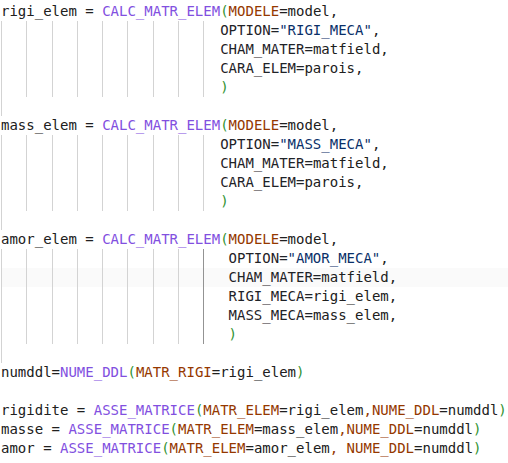 rigi_elem = CALC_MATR_ELEM(MODELE=model,
OPTION="RIGI_MECA",
CHAM_MATER=matfield,
CARA_ELEM=parois,
)
mass_elem = CALC_MATR_ELEM(MODELE=model,
OPTION="MASS_MECA",
CHAM_MATER=matfield,
CARA_ELEM=parois,
)
amor_elem = CALC_MATR_ELEM(MODELE=model,
OPTION="AMOR_MECA",
CHAM_MATER=matfield,
RIGI_MECA=rigi_elem,
MASS_MECA=mass_elem,
)
numddl=NUME_DDL(MATR_RIGI=rigi_elem)
rigidite = ASSE_MATRICE(MATR_ELEM=rigi_elem,NUME_DDL=numddl)
masse = ASSE_MATRICE(MATR_ELEM=mass_elem,NUME_DDL=numddl)
amor = ASSE_MATRICE(MATR_ELEM=amor_elem, NUME_DDL=numddl)